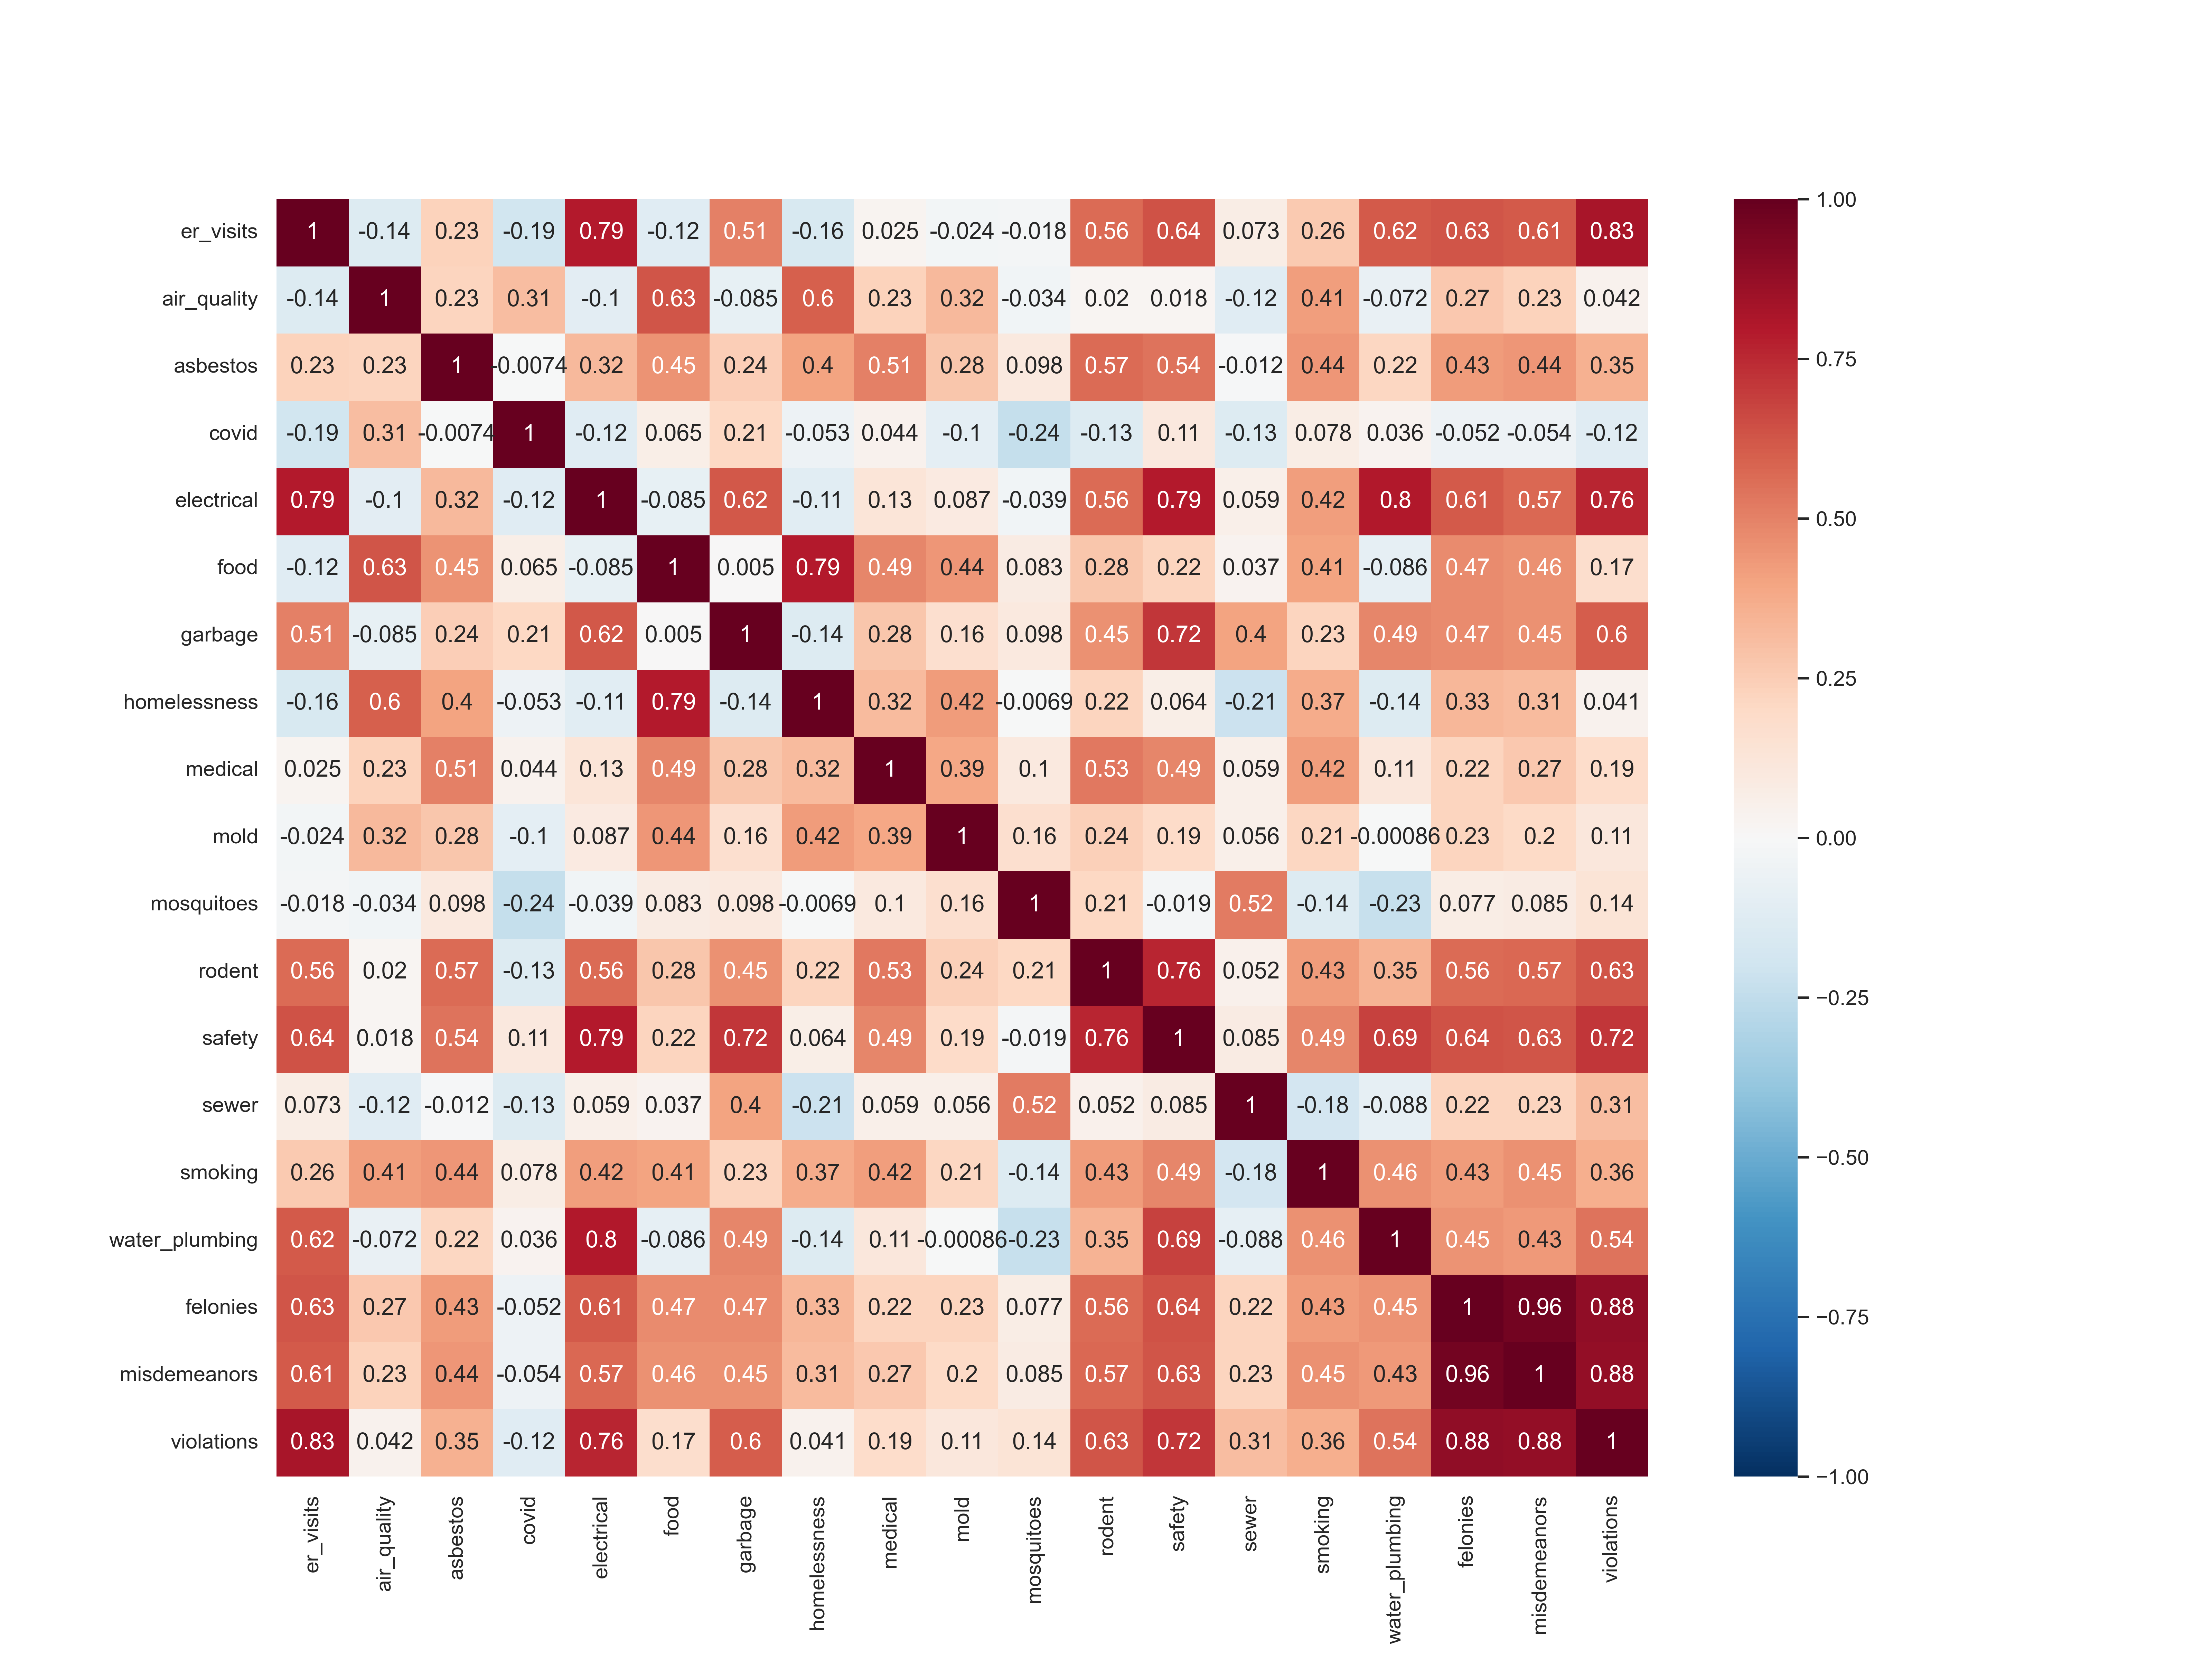 er_visits 1 -0.14 0.23 -0.19 0.79 -0.12 0.51 -0.16 0.025 -0.024 -0.018 0.56 0.64 0.073 0.26 0.62 0.63 0.61 0.83
air_quality -0.14 1 0.23 0.31 -0.1 0.63 -0.085 0.6 0.23 0.32 -0.034 0.02 0.018 -0.12 0.41 -0.072 0.27 0.23 0.042
asbestos 0.23 0.23 1 -0.0074 0.32 0.45 0.24 0.4 0.51 0.28 0.098 0.57 0.54 -0.012 0.44 0.22 0.43 0.44 0.35
covid -0.19 0.31 -0.0074 1 -0.12 0.065 0.21 -0.053 0.044 -0.1 -0.24 -0.13 0.11 -0.13 0.078 0.036 -0.052 -0.054 -0.12
electrical 0.79 -0.1 0.32 -0.12 1 -0.085 0.62 -0.11 0.13 0.087 -0.039 0.56 0.79 0.059 0.42 0.8 0.61 0.57 0.76
food -0.12 0.63 0.45 0.065 -0.085 1 0.005 0.79 0.49 0.44 0.083 0.28 0.22 0.037 0.41 -0.086 0.47 0.46 0.17
garbage 0.51 -0.085 0.24 0.21 0.62 0.005 1 -0.14 0.28 0.16 0.098 0.45 0.72 0.4 0.23 0.49 0.47 0.45 0.6
homelessness -0.16 0.6 0.4 -0.053 -0.11 0.79 -0.14 1 0.32 0.42 -0.0069 0.22 0.064 -0.21 0.37 -0.14 0.33 0.31 0.041
medical 0.025 0.23 0.51 0.044 0.13 0.49 0.28 0.32 1 0.39 0.1 0.53 0.49 0.059 0.42 0.11 0.22 0.27 0.19
mold -0.024 0.32 0.28 -0.1 0.087 0.44 0.16 0.42 0.39 1 0.16 0.24 0.19 0.056 0.21 -0.00086 0.23 0.2 0.11
mosquitoes -0.018 -0.034 0.098 -0.24 -0.039 0.083 0.098 -0.0069 0.1 0.16 1 0.21 -0.019 0.52 -0.14 -0.23 0.077 0.085 0.14
rodent 0.56 0.02 0.57 -0.13 0.56 0.28 0.45 0.22 0.53 0.24 0.21 1 0.76 0.052 0.43 0.35 0.56 0.57 0.63
safety 0.64 0.018 0.54 0.11 0.79 0.22 0.72 0.064 0.49 0.19 -0.019 0.76 1 0.085 0.49 0.69 0.64 0.63 0.72
sewer 0.073 -0.12 -0.012 -0.13 0.059 0.037 0.4 -0.21 0.059 0.056 0.52 0.052 0.085 1 -0.18 -0.088 0.22 0.23 0.31
smoking 0.26 0.41 0.44 0.078 0.42 0.41 0.23 0.37 0.42 0.21 -0.14 0.43 0.49 -0.18 1 0.46 0.43 0.45 0.36
water_plumbing 0.62 -0.072 0.22 0.036 0.8 -0.086 0.49 -0.14 0.11 -0.00086 -0.23 0.35 0.69 -0.088 0.46 1 0.45 0.43 0.54
felonies 0.63 0.27 0.43 -0.052 0.61 0.47 0.47 0.33 0.22 0.23 0.077 0.56 0.64 0.22 0.43 0.45 1 0.96 0.88
misdemeanors 0.61 0.23 0.44 -0.054 0.57 0.46 0.45 0.31 0.27 0.2 0.085 0.57 0.63 0.23 0.45 0.43 0.96 1 0.88
violations 0.83 0.042 0.35 -0.12 0.76 0.17 0.6 0.041 0.19 0.11 0.14 0.63 0.72 0.31 0.36 0.54 0.88 0.88 1
er_visits air_quality asbestos covid electrical food garbage homelessness medical mold mosquitoes rodent safety sewer smoking water_plumbing felonies misdemeanors violations
1.00
0.75
0.50
0.25
0.00
−0.25
−0.50
−0.75
−1.00